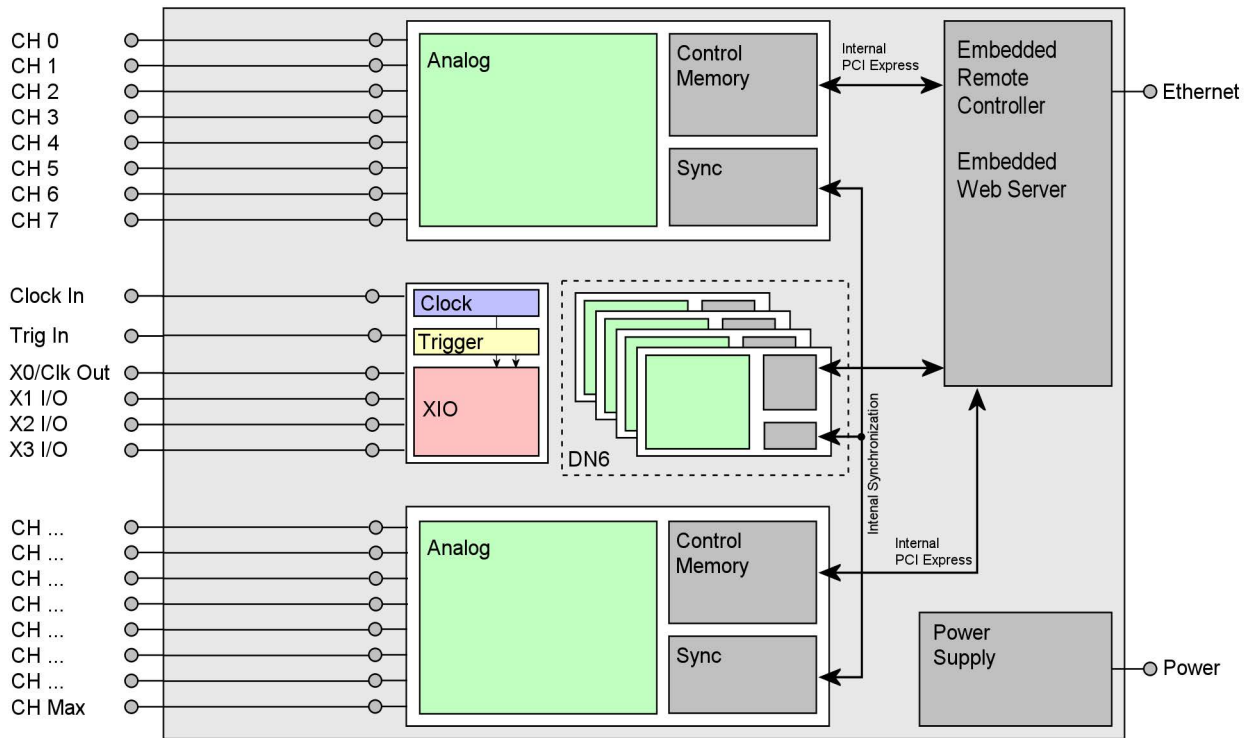 CH 0
CH 1
CH 2
CH 3
CH 4
CH 5
CH 6
CH 7
Analog
Control
Memory
Sync
Internal
PCI Express
Embedded
Remote
Controller
Embedded
Web Server
Ethernet
Clock In
Trig In
X0/Clk Out
X1 I/O
X2 I/O
X3 I/O
Clock
Trigger
XIO
DN6
Intenal Synchronization
CH ...
CH ...
CH ...
CH ...
CH ...
CH ...
CH ...
CH Max
Analog
Control
Memory
Sync
Internal
PCI Express
Power
Supply
Power